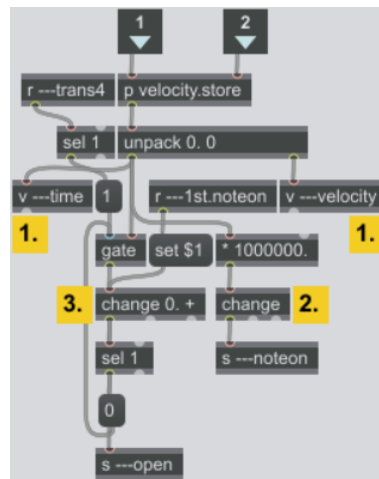 1 2
r ---trans4 p velocity.store
sel 1 unpack 0. 0
v ---time 1 r ---1st.noteon v ---velocity
1. 1.
gate set $1 * 1000000.
3. change 0. + change 2.
sel 1 s ---noteon
0
s ---open